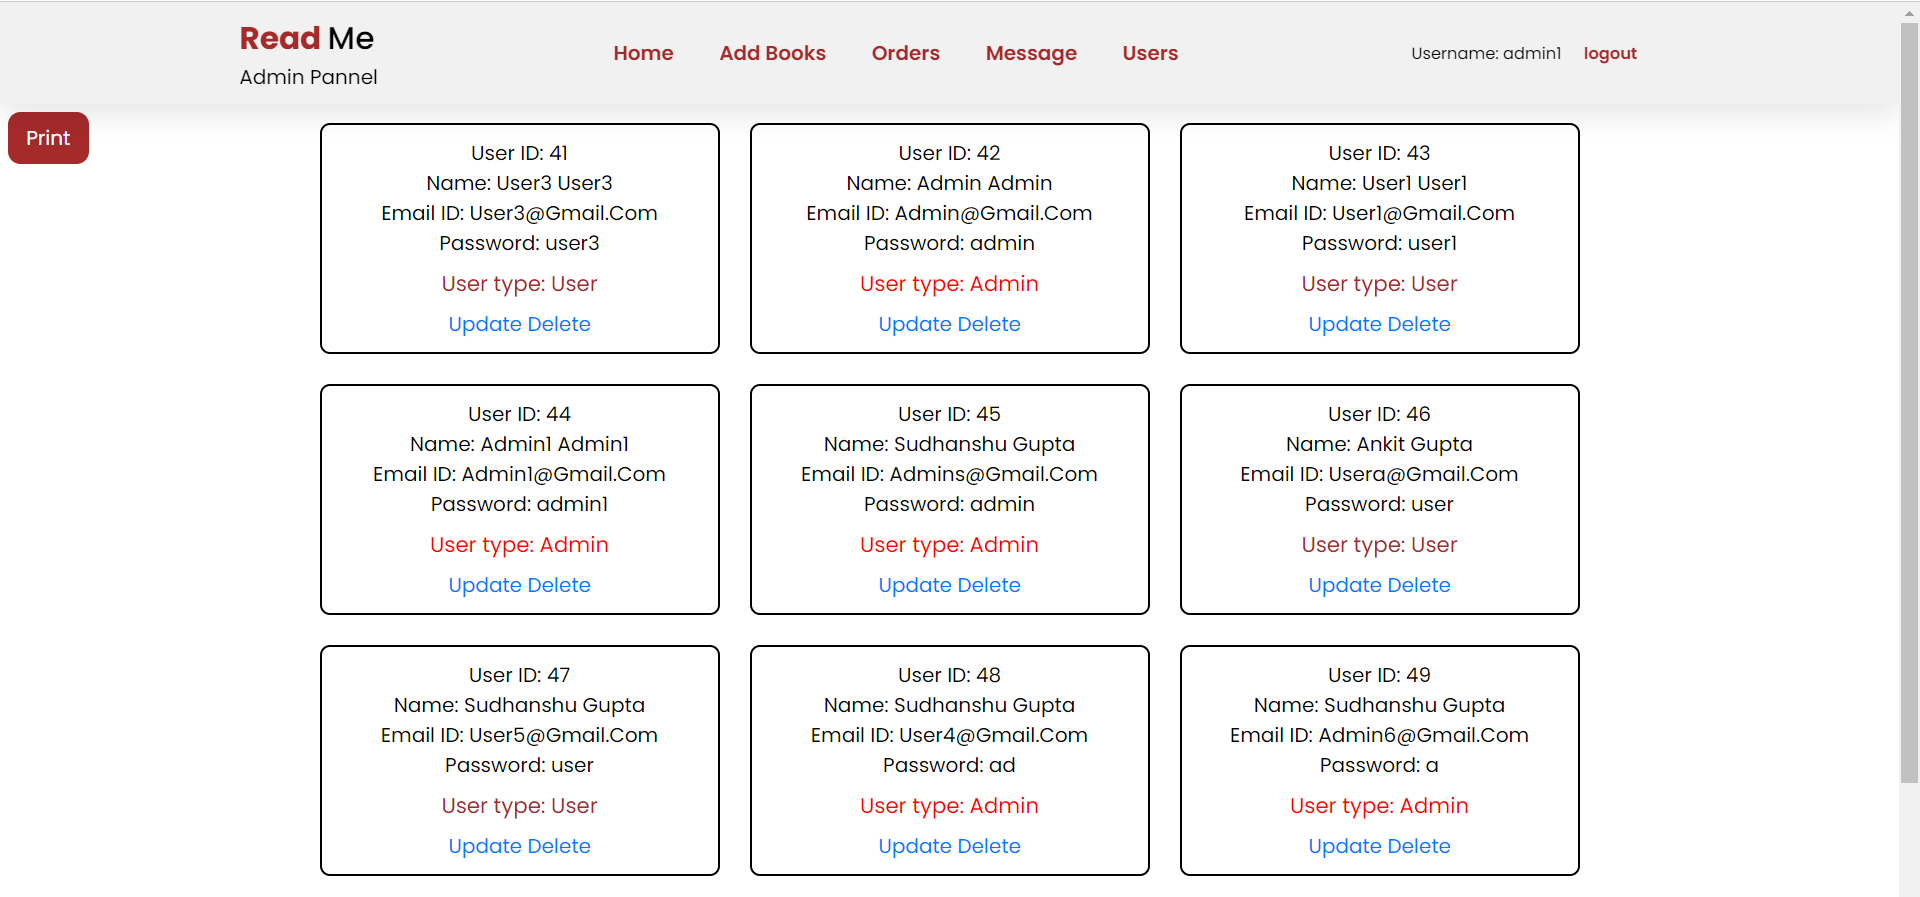 Read Me
Admin Pannel
Home Add Books Orders Message Users
Username: admin1 logout
Print
User ID: 41
Name: User3 User3
Email ID: User3@Gmail.Com
Password: user3
User type: User
Update Delete
User ID: 42
Name: Admin Admin
Email ID: Admin@Gmail.Com
Password: admin
User type: Admin
Update Delete
User ID: 43
Name: User1 User1
Email ID: User1@Gmail.Com
Password: user1
User type: User
Update Delete
User ID: 44
Name: Admin1 Admin1
Email ID: Admin1@Gmail.Com
Password: admin1
User type: Admin
Update Delete
User ID: 45
Name: Sudhanshu Gupta
Email ID: Admins@Gmail.Com
Password: admin
User type: Admin
Update Delete
User ID: 46
Name: Ankit Gupta
Email ID: Usera@Gmail.Com
Password: user
User type: User
Update Delete
User ID: 47
Name: Sudhanshu Gupta
Email ID: User5@Gmail.Com
Password: user
User type: User
Update Delete
User ID: 48
Name: Sudhanshu Gupta
Email ID: User4@Gmail.Com
Password: ad
User type: Admin
Update Delete
User ID: 49
Name: Sudhanshu Gupta
Email ID: Admin6@Gmail.Com
Password: a
User type: Admin
Update Delete